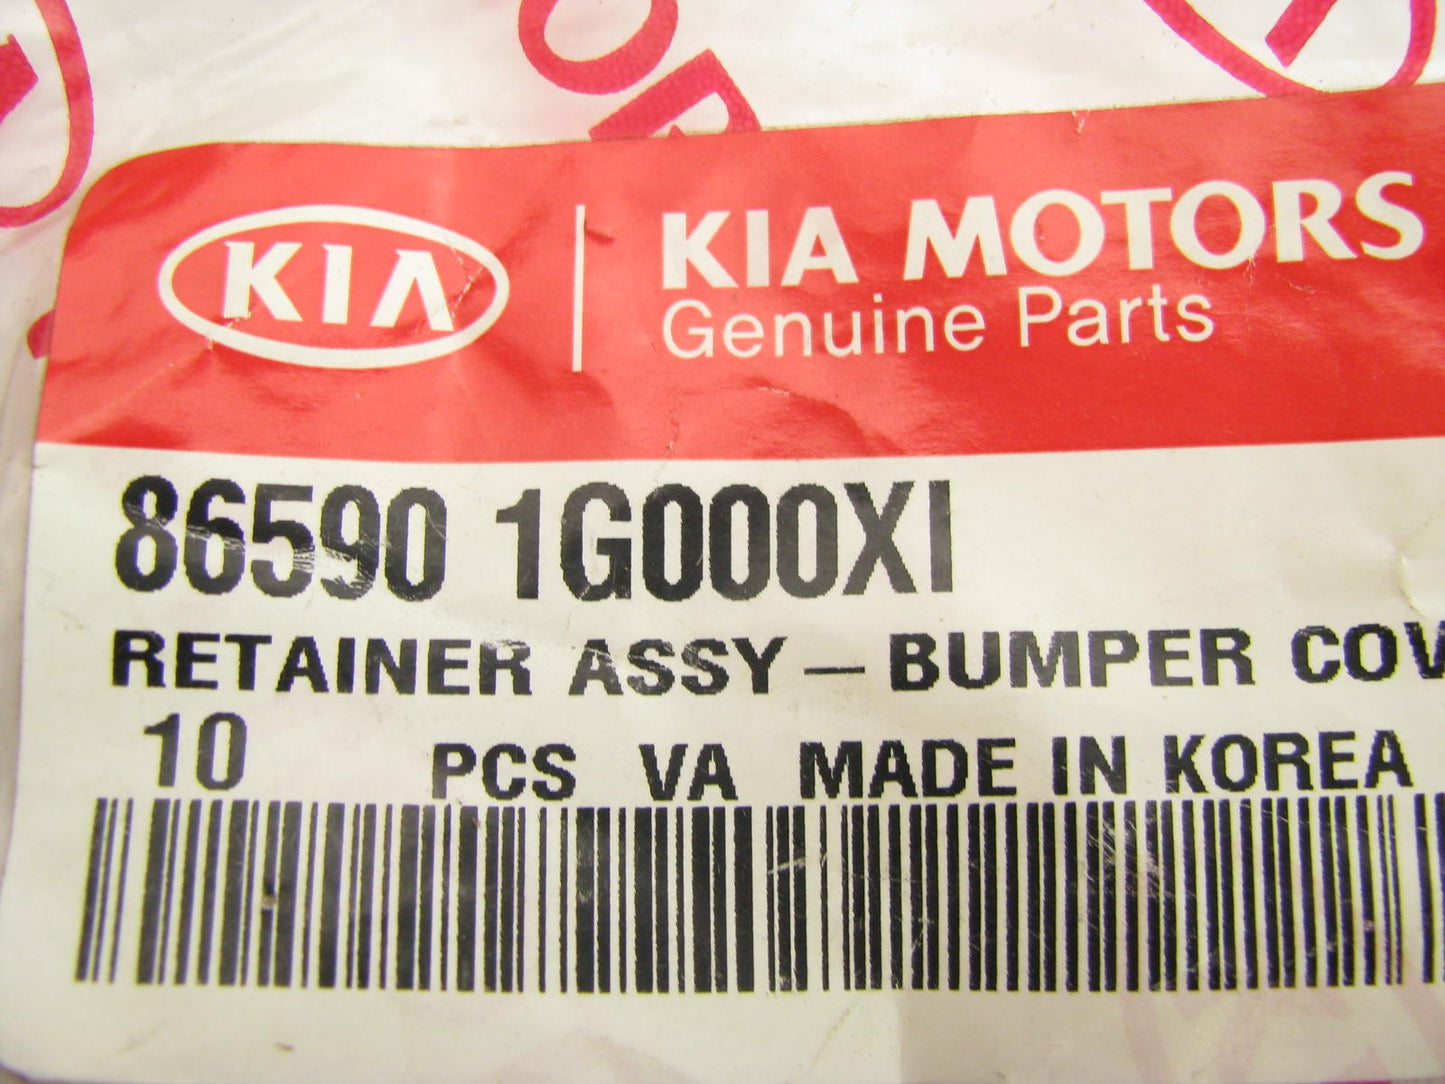 KIA
KIA MOTORS
Genuine Parts
86590 1G000XI
RETAINER ASSY — BUMPER COV
10 PCS VA MADE IN KOREA